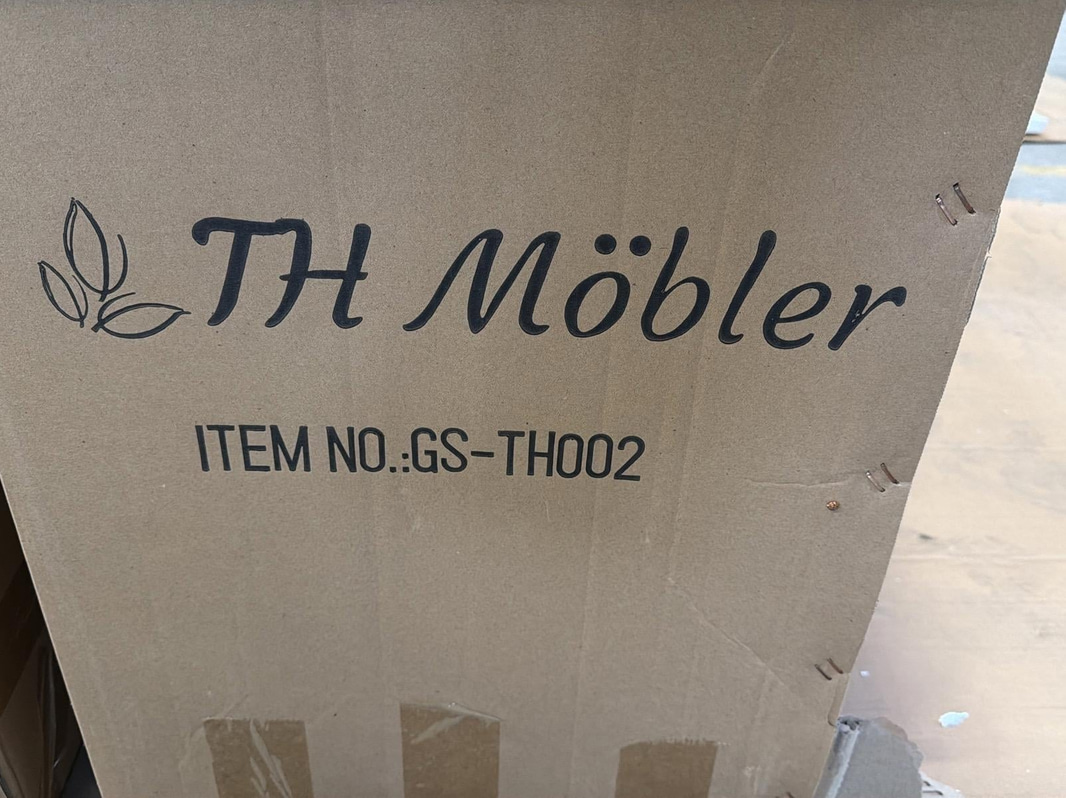 TH Möbler
ITEM NO.:GS-TH002